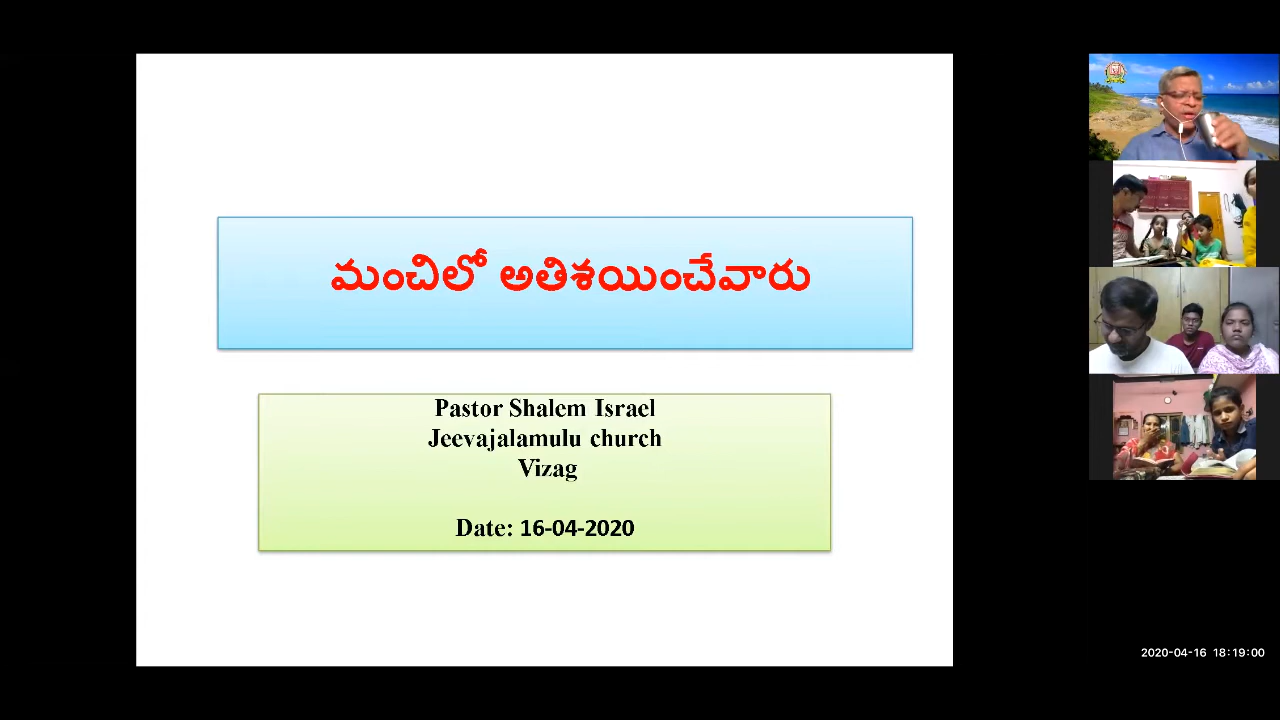 మంచిలో అతిశయించేవారు
Pastor Shalem Israel
Jeevajalamulu church
Vizag
Date: 16-04-2020
2020-04-16 18:19:00